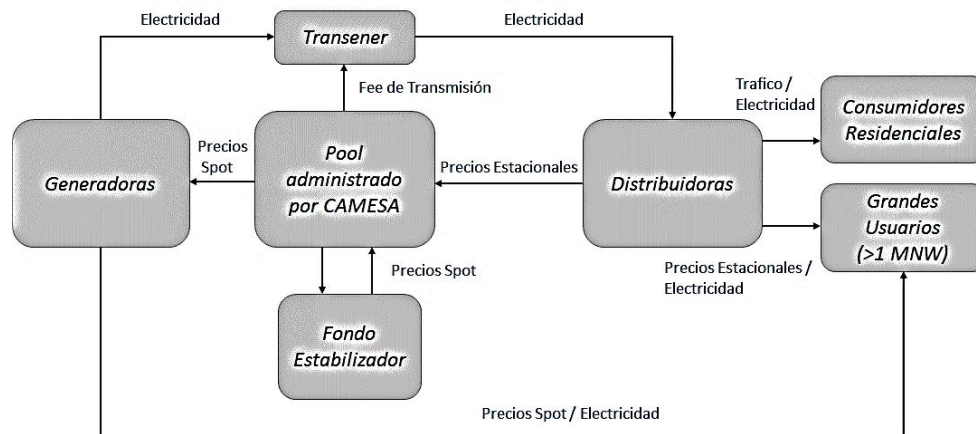 Electricidad
Transener
Electricidad
Fee de Transmisión
Trafico /
Electricidad
Consumidores
Residenciales
Generadoras
Precios
Spot
Pool
administrado
por CAMESA
Precios Estacionales
Distribuidoras
Grandes
Usuarios
(>1 MNW)
Precios Spot
Precios Estacionales /
Electricidad
Fondo
Estabilizador
Precios Spot / Electricidad